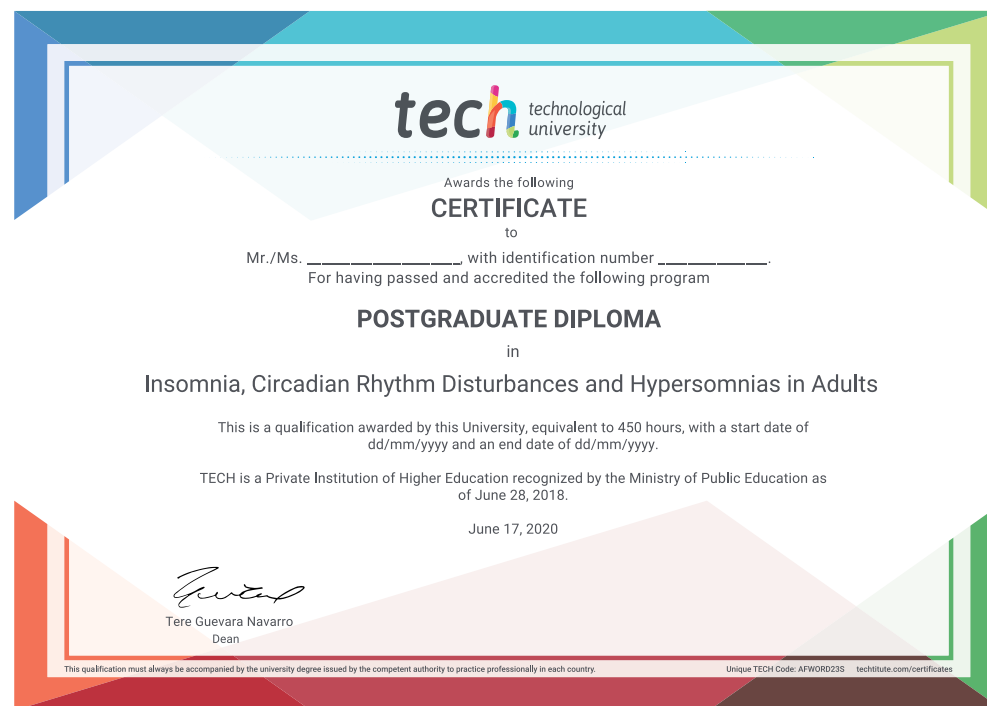 tech technological
university
Awards the following
CERTIFICATE
to
Mr./Ms. ____________________, with identification number ______________.
For having passed and accredited the following program
POSTGRADUATE DIPLOMA
in
Insomnia, Circadian Rhythm Disturbances and Hypersomnias in Adults
This is a qualification awarded by this University, equivalent to 450 hours, with a start date of
dd/mm/yyyy and an end date of dd/mm/yyyy.
TECH is a Private Institution of Higher Education recognized by the Ministry of Public Education as
of June 28, 2018.
June 17, 2020
Tere Guevara Navarro
Dean
This qualification must always be accompanied by the university degree issued by the competent authority to practice professionally in each country.
Unique TECH Code: AFWORD23S techtitute.com/certificates